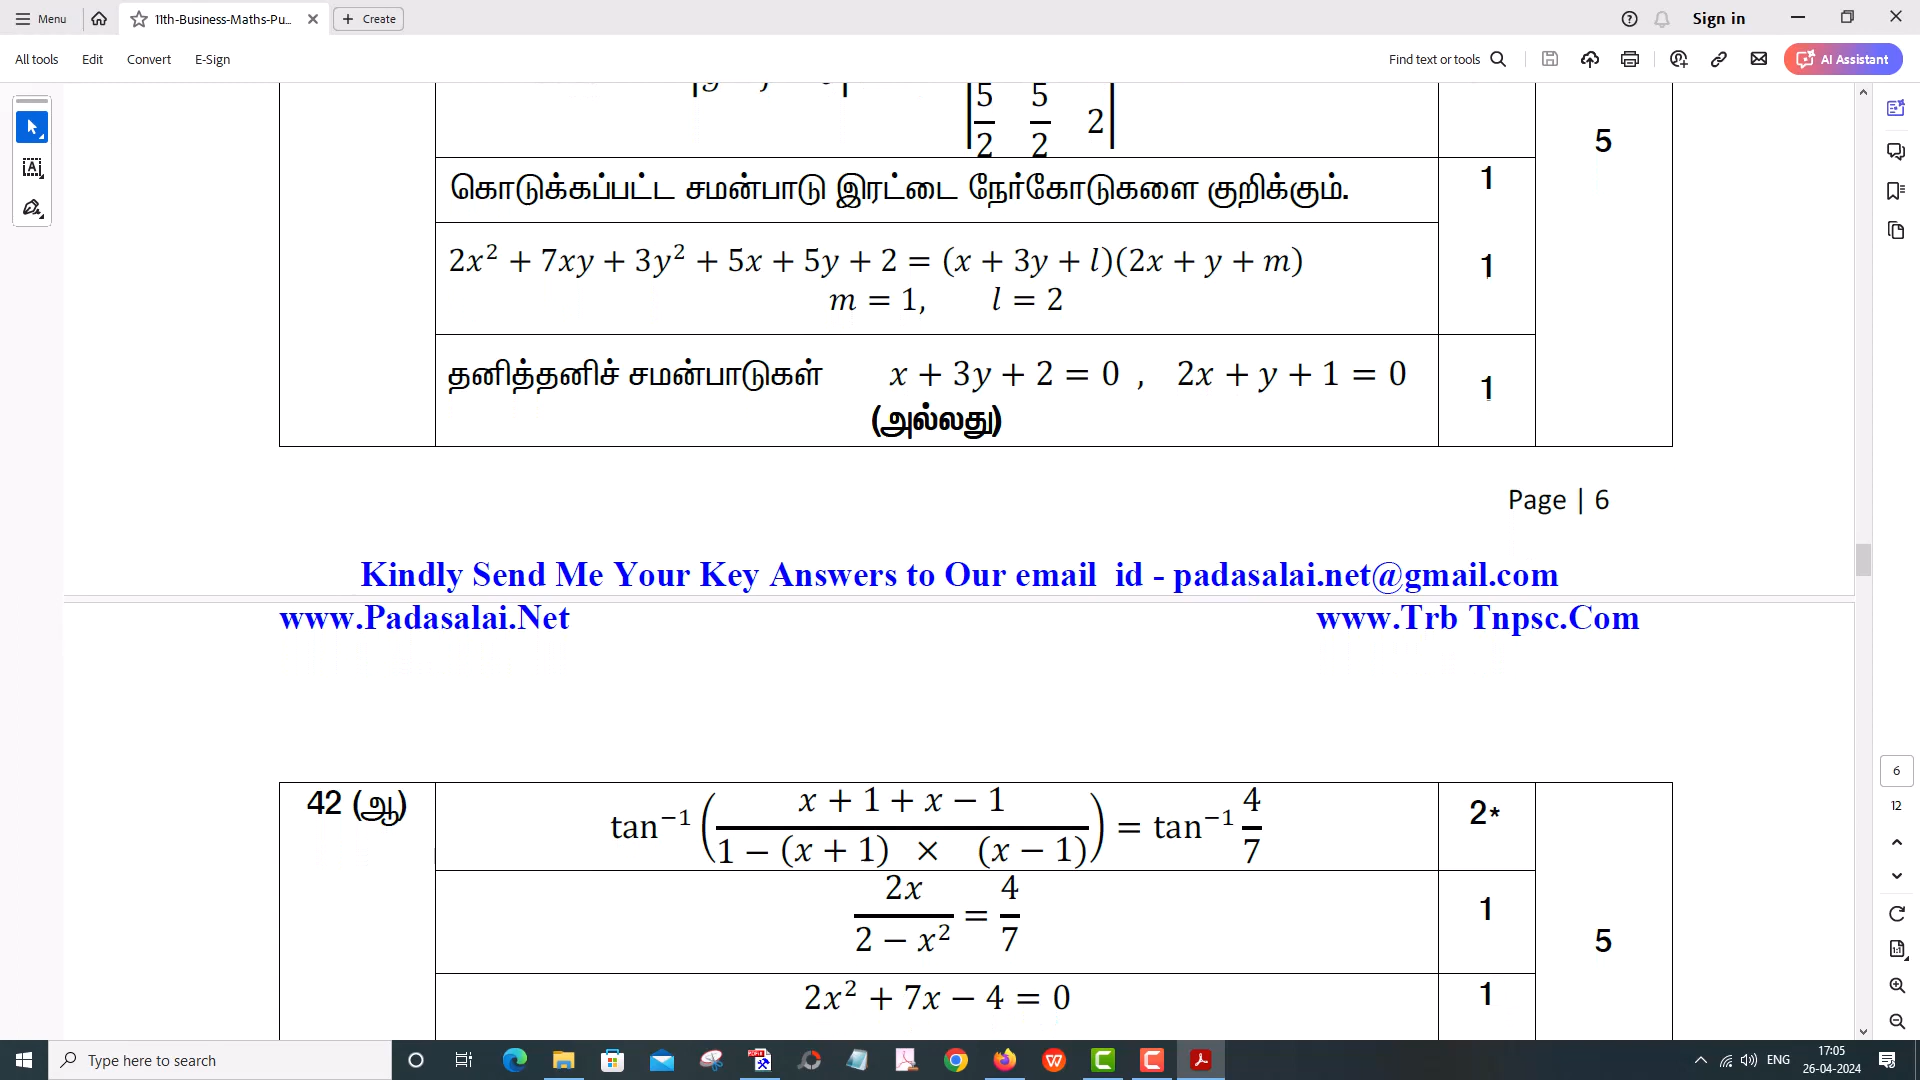 Menu
11th-Business-Maths-Pu...
Create
Sign in
All tools Edit Convert E-Sign
Find text or tools
AI Assistant
5/2 5/2 2
5
கொடுக்கப்பட்ட சமன்பாடு இரட்டை நேர்கோடுகளை குறிக்கும். 1
2x² + 7xy + 3y² + 5x + 5y + 2 = (x + 3y + l)(2x + y + m) 1
m = 1, l = 2
தனித்தனிச் சமன்பாடுகள் x + 3y + 2 = 0 , 2x + y + 1 = 0 1
(அல்லது)
Page | 6
Kindly Send Me Your Key Answers to Our email id - padasalai.net@gmail.com
www.Padasalai.Net www.Trb Tnpsc.Com
42 (ஆ) tan⁻¹ ((x + 1 + x − 1)/(1 − (x + 1) × (x − 1))) = tan⁻¹ 4/7 2*
2x/(2 − x²) = 4/7 1
5
2x² + 7x − 4 = 0 1
6
12
Type here to search
ENG
17:05
26-04-2024